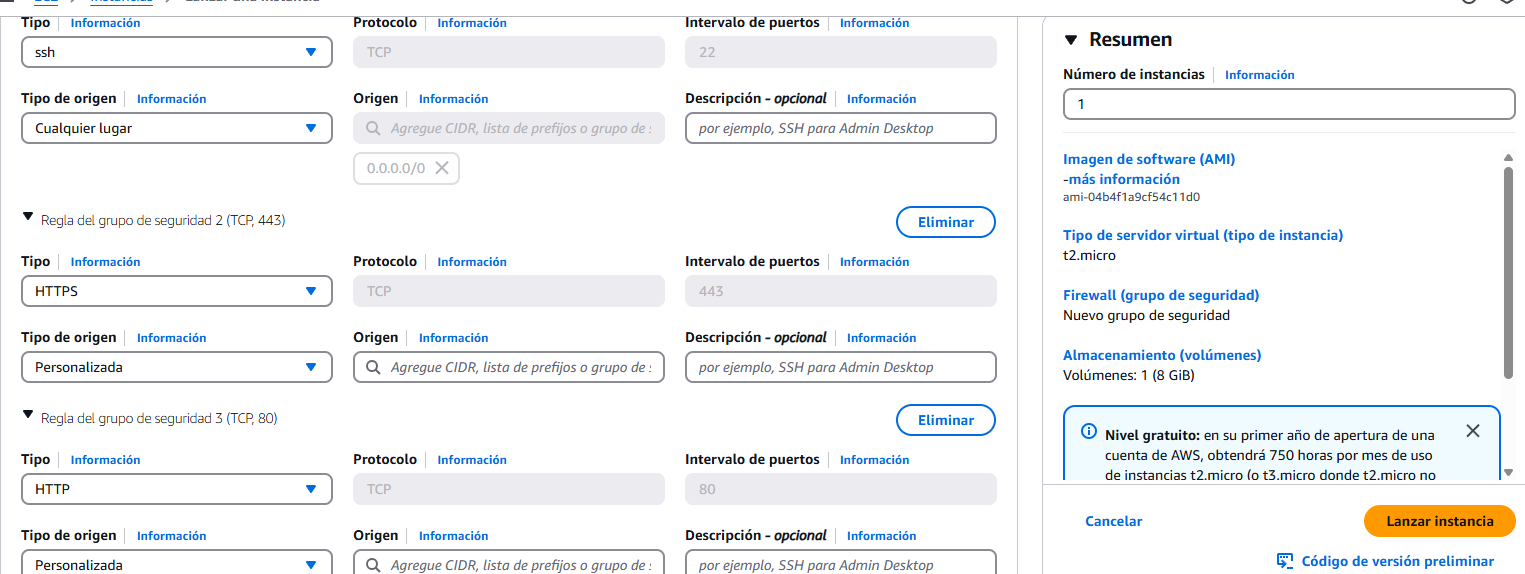 Tipo Información Protocolo Información Intervalo de puertos Información
ssh TCP 22
Tipo de origen Información Origen Información Descripción - opcional Información
Cualquier lugar Agregue CIDR, lista de prefijos o grupo de por ejemplo, SSH para Admin Desktop
0.0.0.0/0
Regla del grupo de seguridad 2 (TCP, 443) Eliminar
Tipo Información Protocolo Información Intervalo de puertos Información
HTTPS TCP 443
Tipo de origen Información Origen Información Descripción - opcional Información
Personalizada Agregue CIDR, lista de prefijos o grupo de por ejemplo, SSH para Admin Desktop
Regla del grupo de seguridad 3 (TCP, 80) Eliminar
Tipo Información Protocolo Información Intervalo de puertos Información
HTTP TCP 80
Tipo de origen Información Origen Información Descripción - opcional Información
Personalizada Agregue CIDR, lista de prefijos o grupo de por ejemplo, SSH para Admin Desktop
Resumen
Número de instancias Información
1
Imagen de software (AMI)
-más información
ami-04b4f1a9cf54c11d0
Tipo de servidor virtual (tipo de instancia)
t2.micro
Firewall (grupo de seguridad)
Nuevo grupo de seguridad
Almacenamiento (volúmenes)
Volúmenes: 1 (8 GiB)
Nivel gratuito: en su primer año de apertura de una
cuenta de AWS, obtendrá 750 horas por mes de uso
de instancias t2.micro (o t3.micro donde t2.micro no
Cancelar Lanzar instancia
Código de versión preliminar